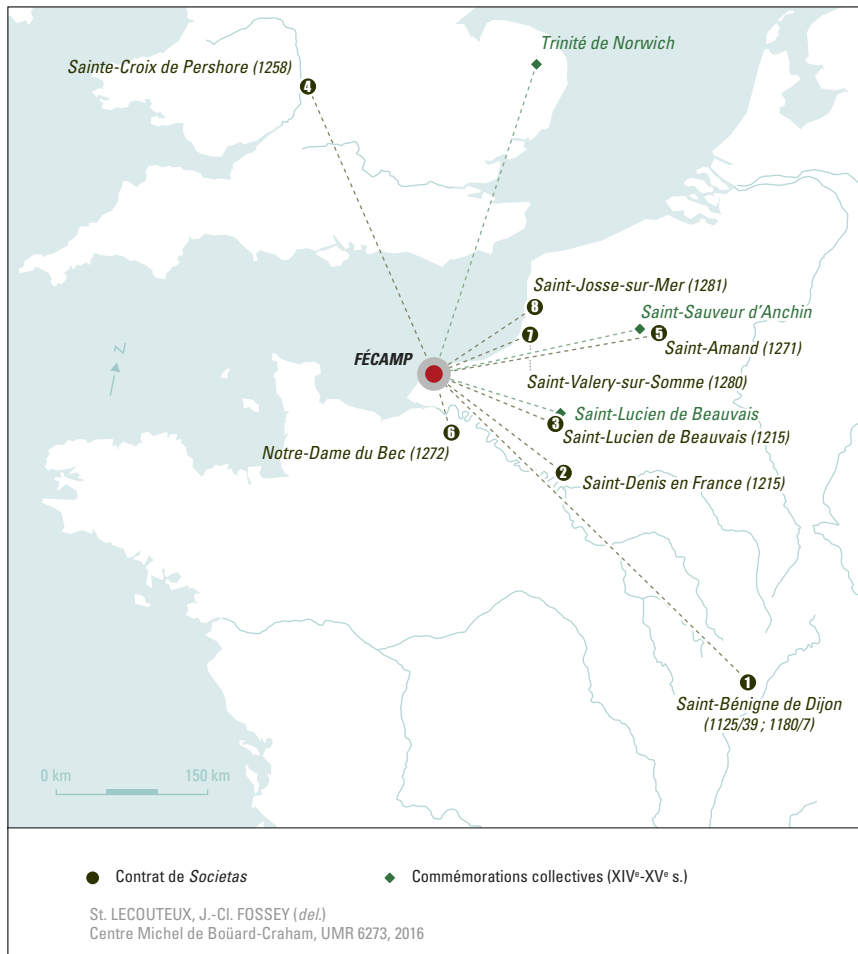 Trinité de Norwich
Sainte-Croix de Pershore (1258)
4
N
Saint-Josse-sur-Mer (1281)
8
Saint-Sauveur d'Anchin
7
5
Saint-Amand (1271)
FÉCAMP
Saint-Valery-sur-Somme (1280)
Saint-Lucien de Beauvais
3
Saint-Lucien de Beauvais (1215)
6
Notre-Dame du Bec (1272)
2
Saint-Denis en France (1215)
1
Saint-Bénigne de Dijon
(1125/39 ; 1180/7)
0 km 150 km
Contrat de Societas
Commémorations collectives (XIVᵉ-XVᵉ s.)
St. LECOUTEUX, J.-Cl. FOSSEY (del.)
Centre Michel de Boüard-Craham, UMR 6273, 2016